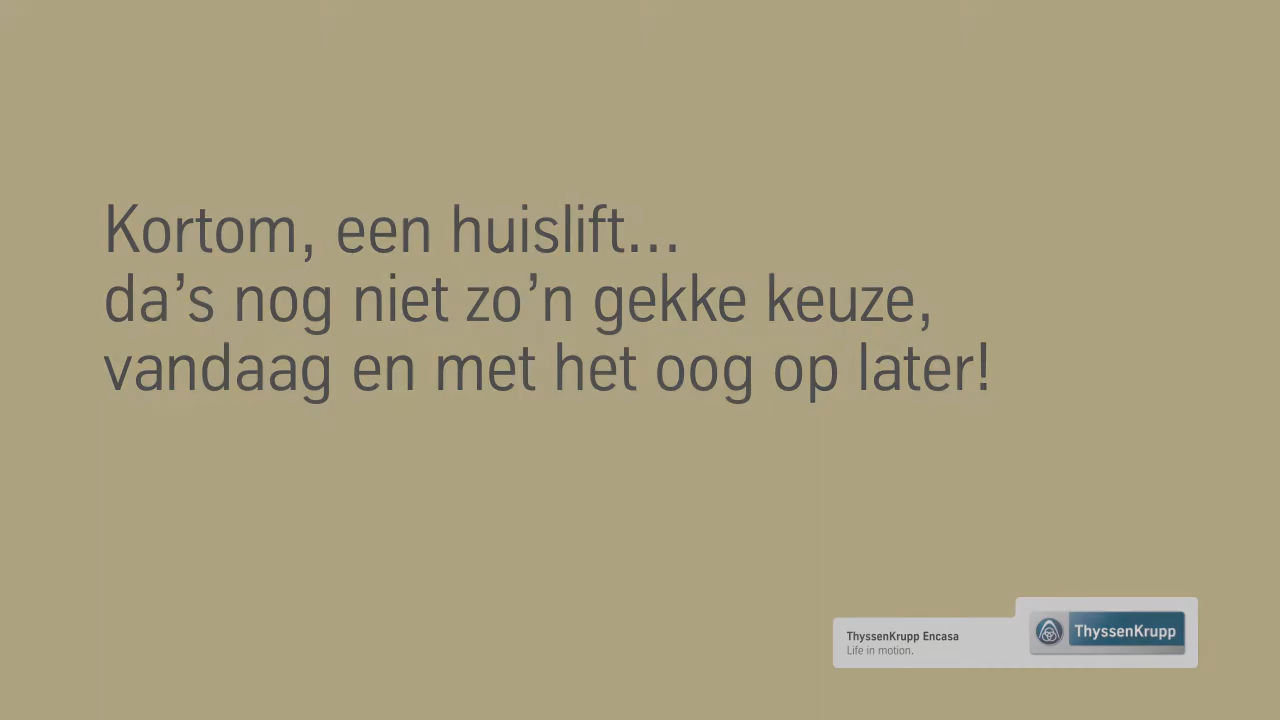 Kortom, een huislift...
da’s nog niet zo’n gekke keuze,
vandaag en met het oog op later!
ThyssenKrupp Encasa
Life in motion.
ThyssenKrupp